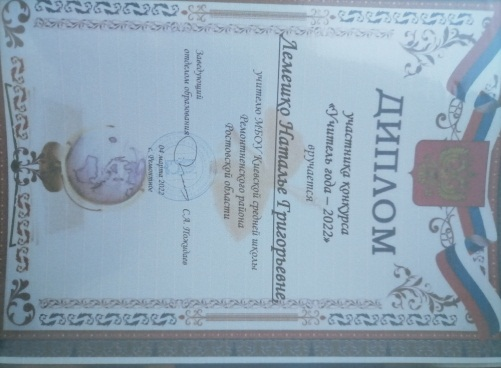 ДИПЛОМ
участника конкурса
«Учитель года – 2022»
вручается
Лемешко Наталье Григорьевне
учителю МБОУ Киевской средней школы
Ремонтненского района
Ростовской области
Заведующий
отделом образования С.А. Пожидаев
04 марта 2022
с. Ремонтное